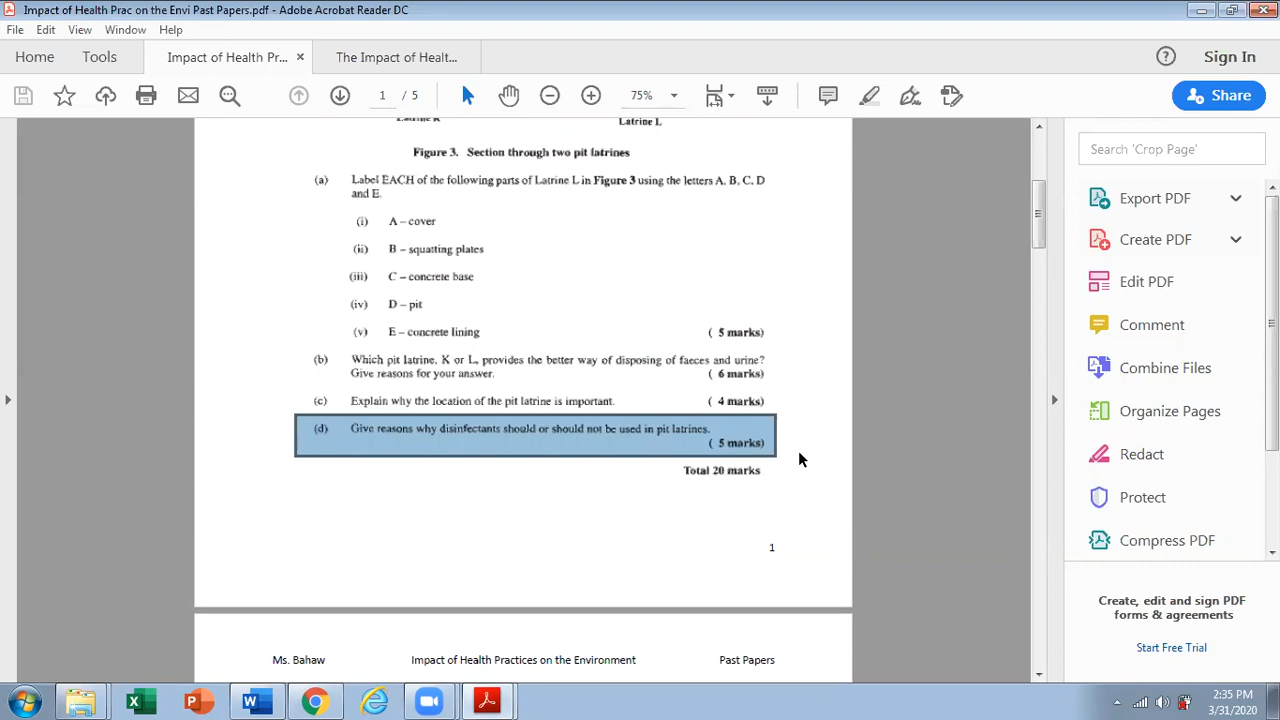 Impact of Health Prac on the Envi Past Papers.pdf - Adobe Acrobat Reader DC
File Edit View Window Help
Home Tools Impact of Health Pr... × The Impact of Healt... Sign In
1 / 5 75% Share
Latrine K Latrine L
Figure 3. Section through two pit latrines
(a) Label EACH of the following parts of Latrine L in Figure 3 using the letters A, B, C, D
and E.
(i) A – cover
(ii) B – squatting plates
(iii) C – concrete base
(iv) D – pit
(v) E – concrete lining ( 5 marks)
(b) Which pit latrine, K or L, provides the better way of disposing of faeces and urine?
Give reasons for your answer. ( 6 marks)
(c) Explain why the location of the pit latrine is important. ( 4 marks)
(d) Give reasons why disinfectants should or should not be used in pit latrines.
( 5 marks)
Total 20 marks
1
Ms. Bahaw Impact of Health Practices on the Environment Past Papers
Search 'Crop Page'
Export PDF
Create PDF
Edit PDF
Comment
Combine Files
Organize Pages
Redact
Protect
Compress PDF
Create, edit and sign PDF
forms & agreements
Start Free Trial
2:35 PM
3/31/2020